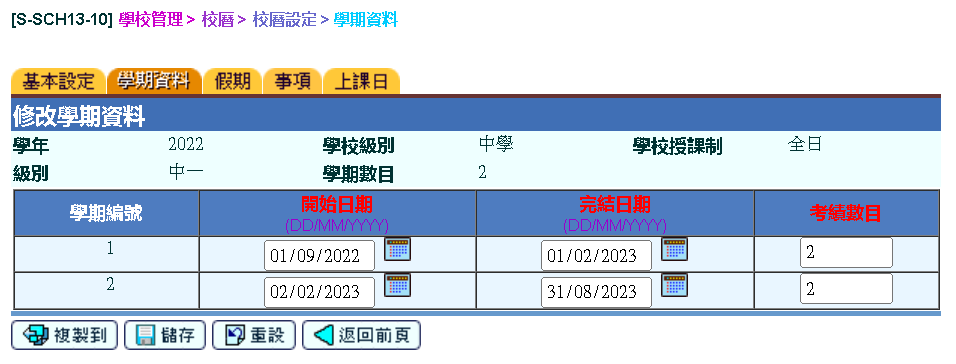 [S-SCH13-10] 學校管理 > 校曆 > 校曆設定 > 學期資料
基本設定 學期資料 假期 事項 上課日
修改學期資料
學年 2022 學校級別 中學 學校授課制 全日
級別 中一 學期數目 2
學期編號 開始日期 完結日期 考績數目
(DD/MM/YYYY) (DD/MM/YYYY)
1 01/09/2022 01/02/2023 2
2 02/02/2023 31/08/2023 2
複製到 儲存 重設 返回前頁